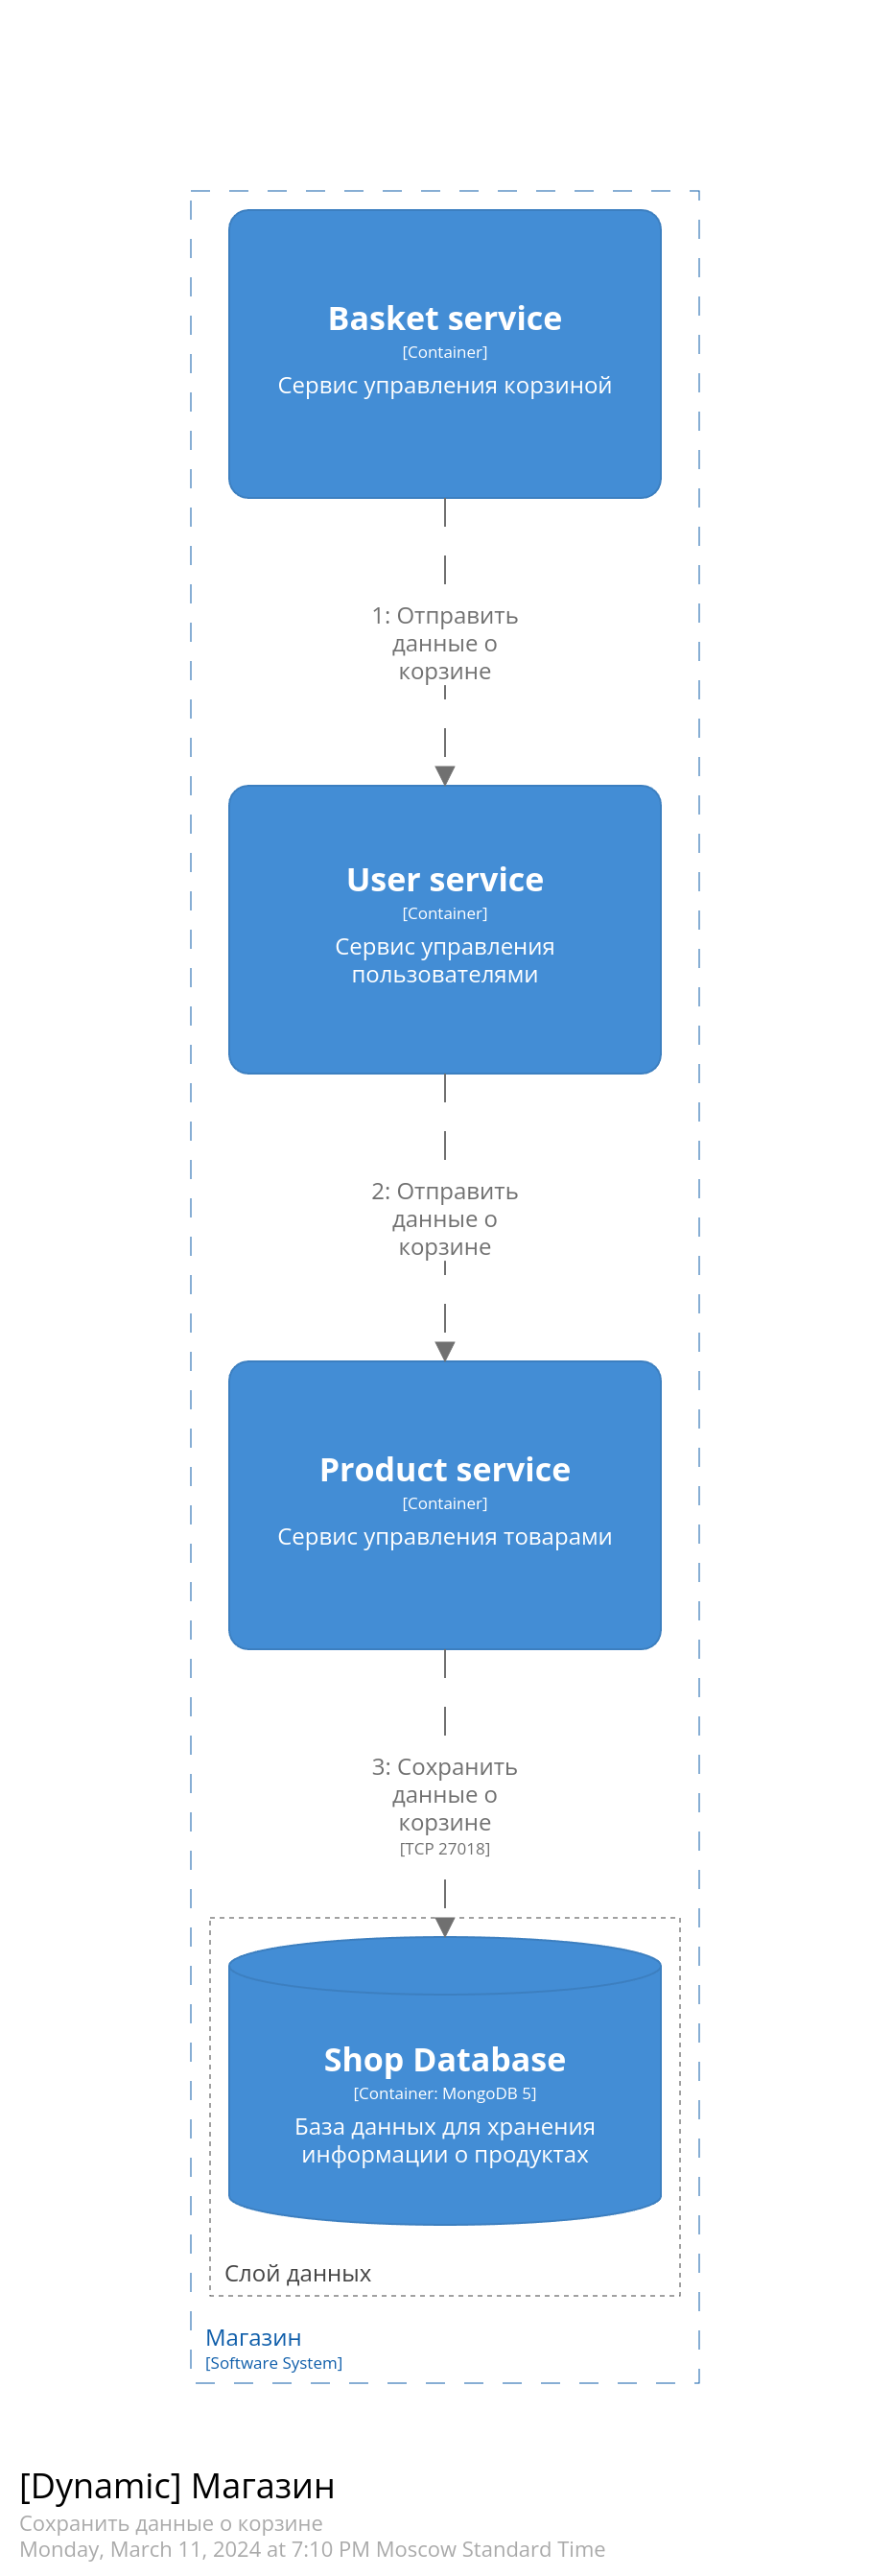 Basket service
[Container]
Сервис управления корзиной
1: Отправить
данные о
корзине
User service
[Container]
Сервис управления
пользователями
2: Отправить
данные о
корзине
Product service
[Container]
Сервис управления товарами
3: Сохранить
данные о
корзине
[TCP 27018]
Shop Database
[Container: MongoDB 5]
База данных для хранения
информации о продуктах
Слой данных
Магазин
[Software System]
[Dynamic] Магазин
Сохранить данные о корзине
Monday, March 11, 2024 at 7:10 PM Moscow Standard Time